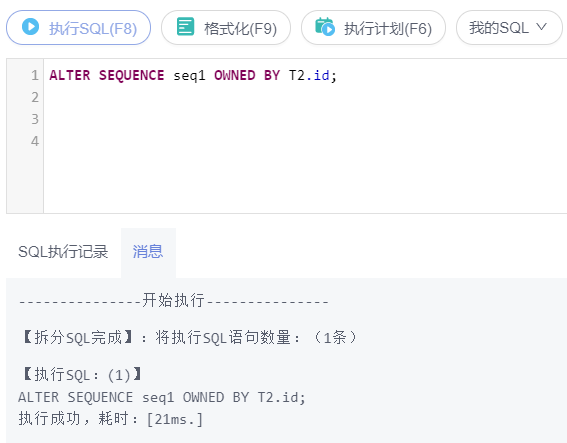 执行SQL(F8) 格式化(F9) 执行计划(F6) 我的SQL
1 ALTER SEQUENCE seq1 OWNED BY T2.id;
2
3
4
SQL执行记录 消息
---------------开始执行---------------
【拆分SQL完成】：将执行SQL语句数量：（1条）
【执行SQL：(1)】
ALTER SEQUENCE seq1 OWNED BY T2.id;
执行成功，耗时：[21ms.]